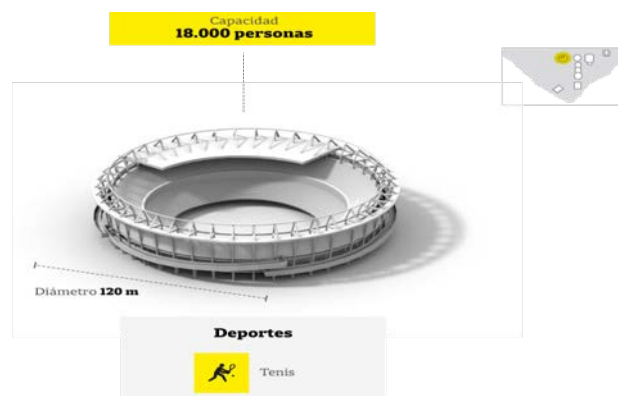 Capacidad
18.000 personas
Diámetro 120 m
Deportes
Tenis